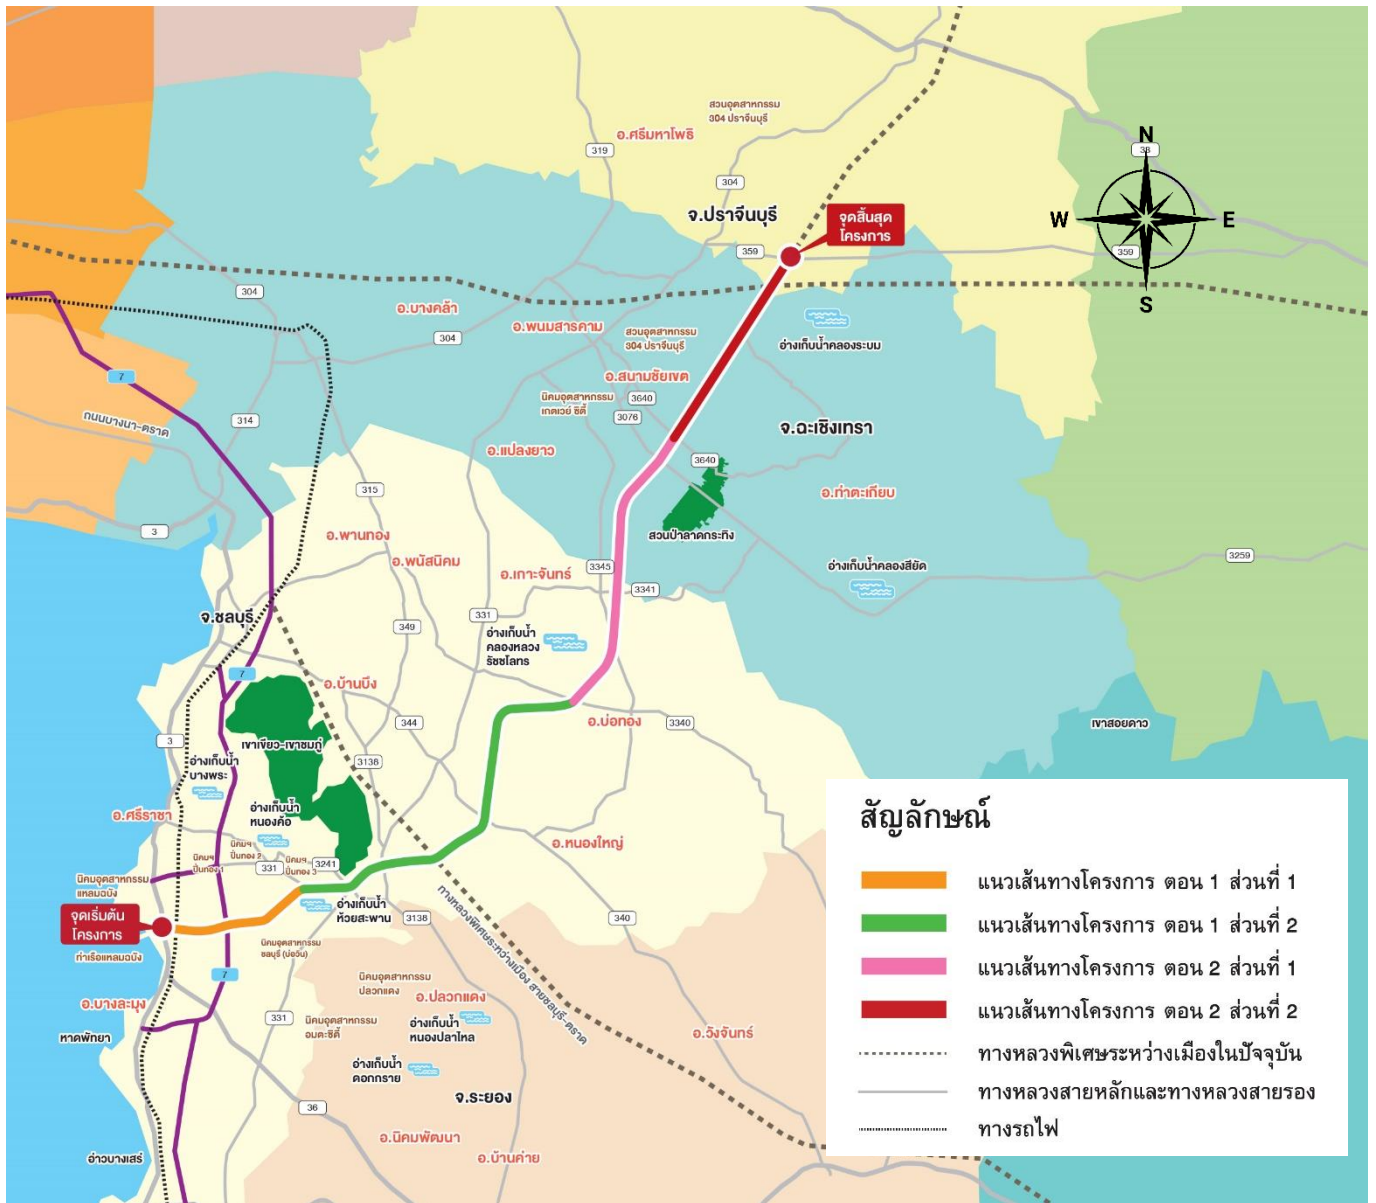 สวนอุตสาหกรรม
304 ปราจีนบุรี
อ.ศรีมหาโพธิ
319
304
N
33
W
E
S
จ.ปราจีนบุรี
จุดสิ้นสุด
โครงการ
359
359
304
อ.บางคล้า
304
อ.พนมสารคาม
สวนอุตสาหกรรม
304 ปราจีนบุรี
อ่างเก็บน้ำคลองระบม
7
อ.สนามชัยเขต
นิคมอุตสาหกรรม
เกตเวย์ ซิตี้
3640
3076
ถนนบางนา-ตราด
314
จ.ฉะเชิงเทรา
อ.แปลงยาว
3640
315
อ.ท่าตะเกียบ
3
อ.พานทอง
สวนป่าลาดกระทิง
อ.พนัสนิคม
3259
อ.เกาะจันทร์
3345
อ่างเก็บน้ำคลองสียัด
3341
จ.ชลบุรี
331
349
อ่างเก็บน้ำ
คลองหลวง
รัชชโลทร
7
อ.บ้านบึง
344
อ.บ่อทอง
3340
เขาสอยดาว
3
เขาเขียว-เขาชมภู่
อ่างเก็บน้ำ
บางพระ
3138
อ.ศรีราชา
อ่างเก็บน้ำ
หนองค้อ
อ.หนองใหญ่
นิคมฯ
ปิ่นทอง 1
นิคมฯ
ปิ่นทอง 2
331
นิคมฯ
ปิ่นทอง 3
3241
นิคมอุตสาหกรรม
แหลมฉบัง
จุดเริ่มต้น
โครงการ
อ่างเก็บน้ำ
ห้วยสะพาน
3138
340
ท่าเรือแหลมฉบัง
นิคมอุตสาหกรรม
ชลบุรี (บ่อวิน)
ทางหลวงพิเศษระหว่างเมือง สายชลบุรี-ตราด
7
นิคมอุตสาหกรรม
ปลวกแดง
อ.ปลวกแดง
อ.บางละมุง
331
นิคมอุตสาหกรรม
อมตะซิตี้
อ่างเก็บน้ำ
หนองปลาไหล
อ.วังจันทร์
หาดพัทยา
อ่างเก็บน้ำ
ดอกกราย
จ.ระยอง
36
อ.นิคมพัฒนา
อ.บ้านค่าย
อ่าวบางเสร่
สัญลักษณ์
แนวเส้นทางโครงการ ตอน 1 ส่วนที่ 1
แนวเส้นทางโครงการ ตอน 1 ส่วนที่ 2
แนวเส้นทางโครงการ ตอน 2 ส่วนที่ 1
แนวเส้นทางโครงการ ตอน 2 ส่วนที่ 2
ทางหลวงพิเศษระหว่างเมืองในปัจจุบัน
ทางหลวงสายหลักและทางหลวงสายรอง
ทางรถไฟ